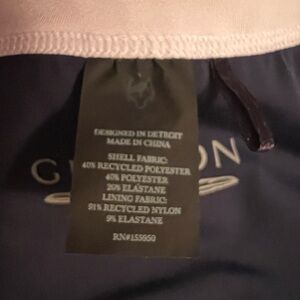 DESIGNED IN DETROIT
MADE IN CHINA
SHELL FABRIC:
40% RECYCLED POLYESTER
40% POLYESTER
20% ELASTANE
LINING FABRIC:
91% RECYCLED NYLON
9% ELASTANE
RN#155950